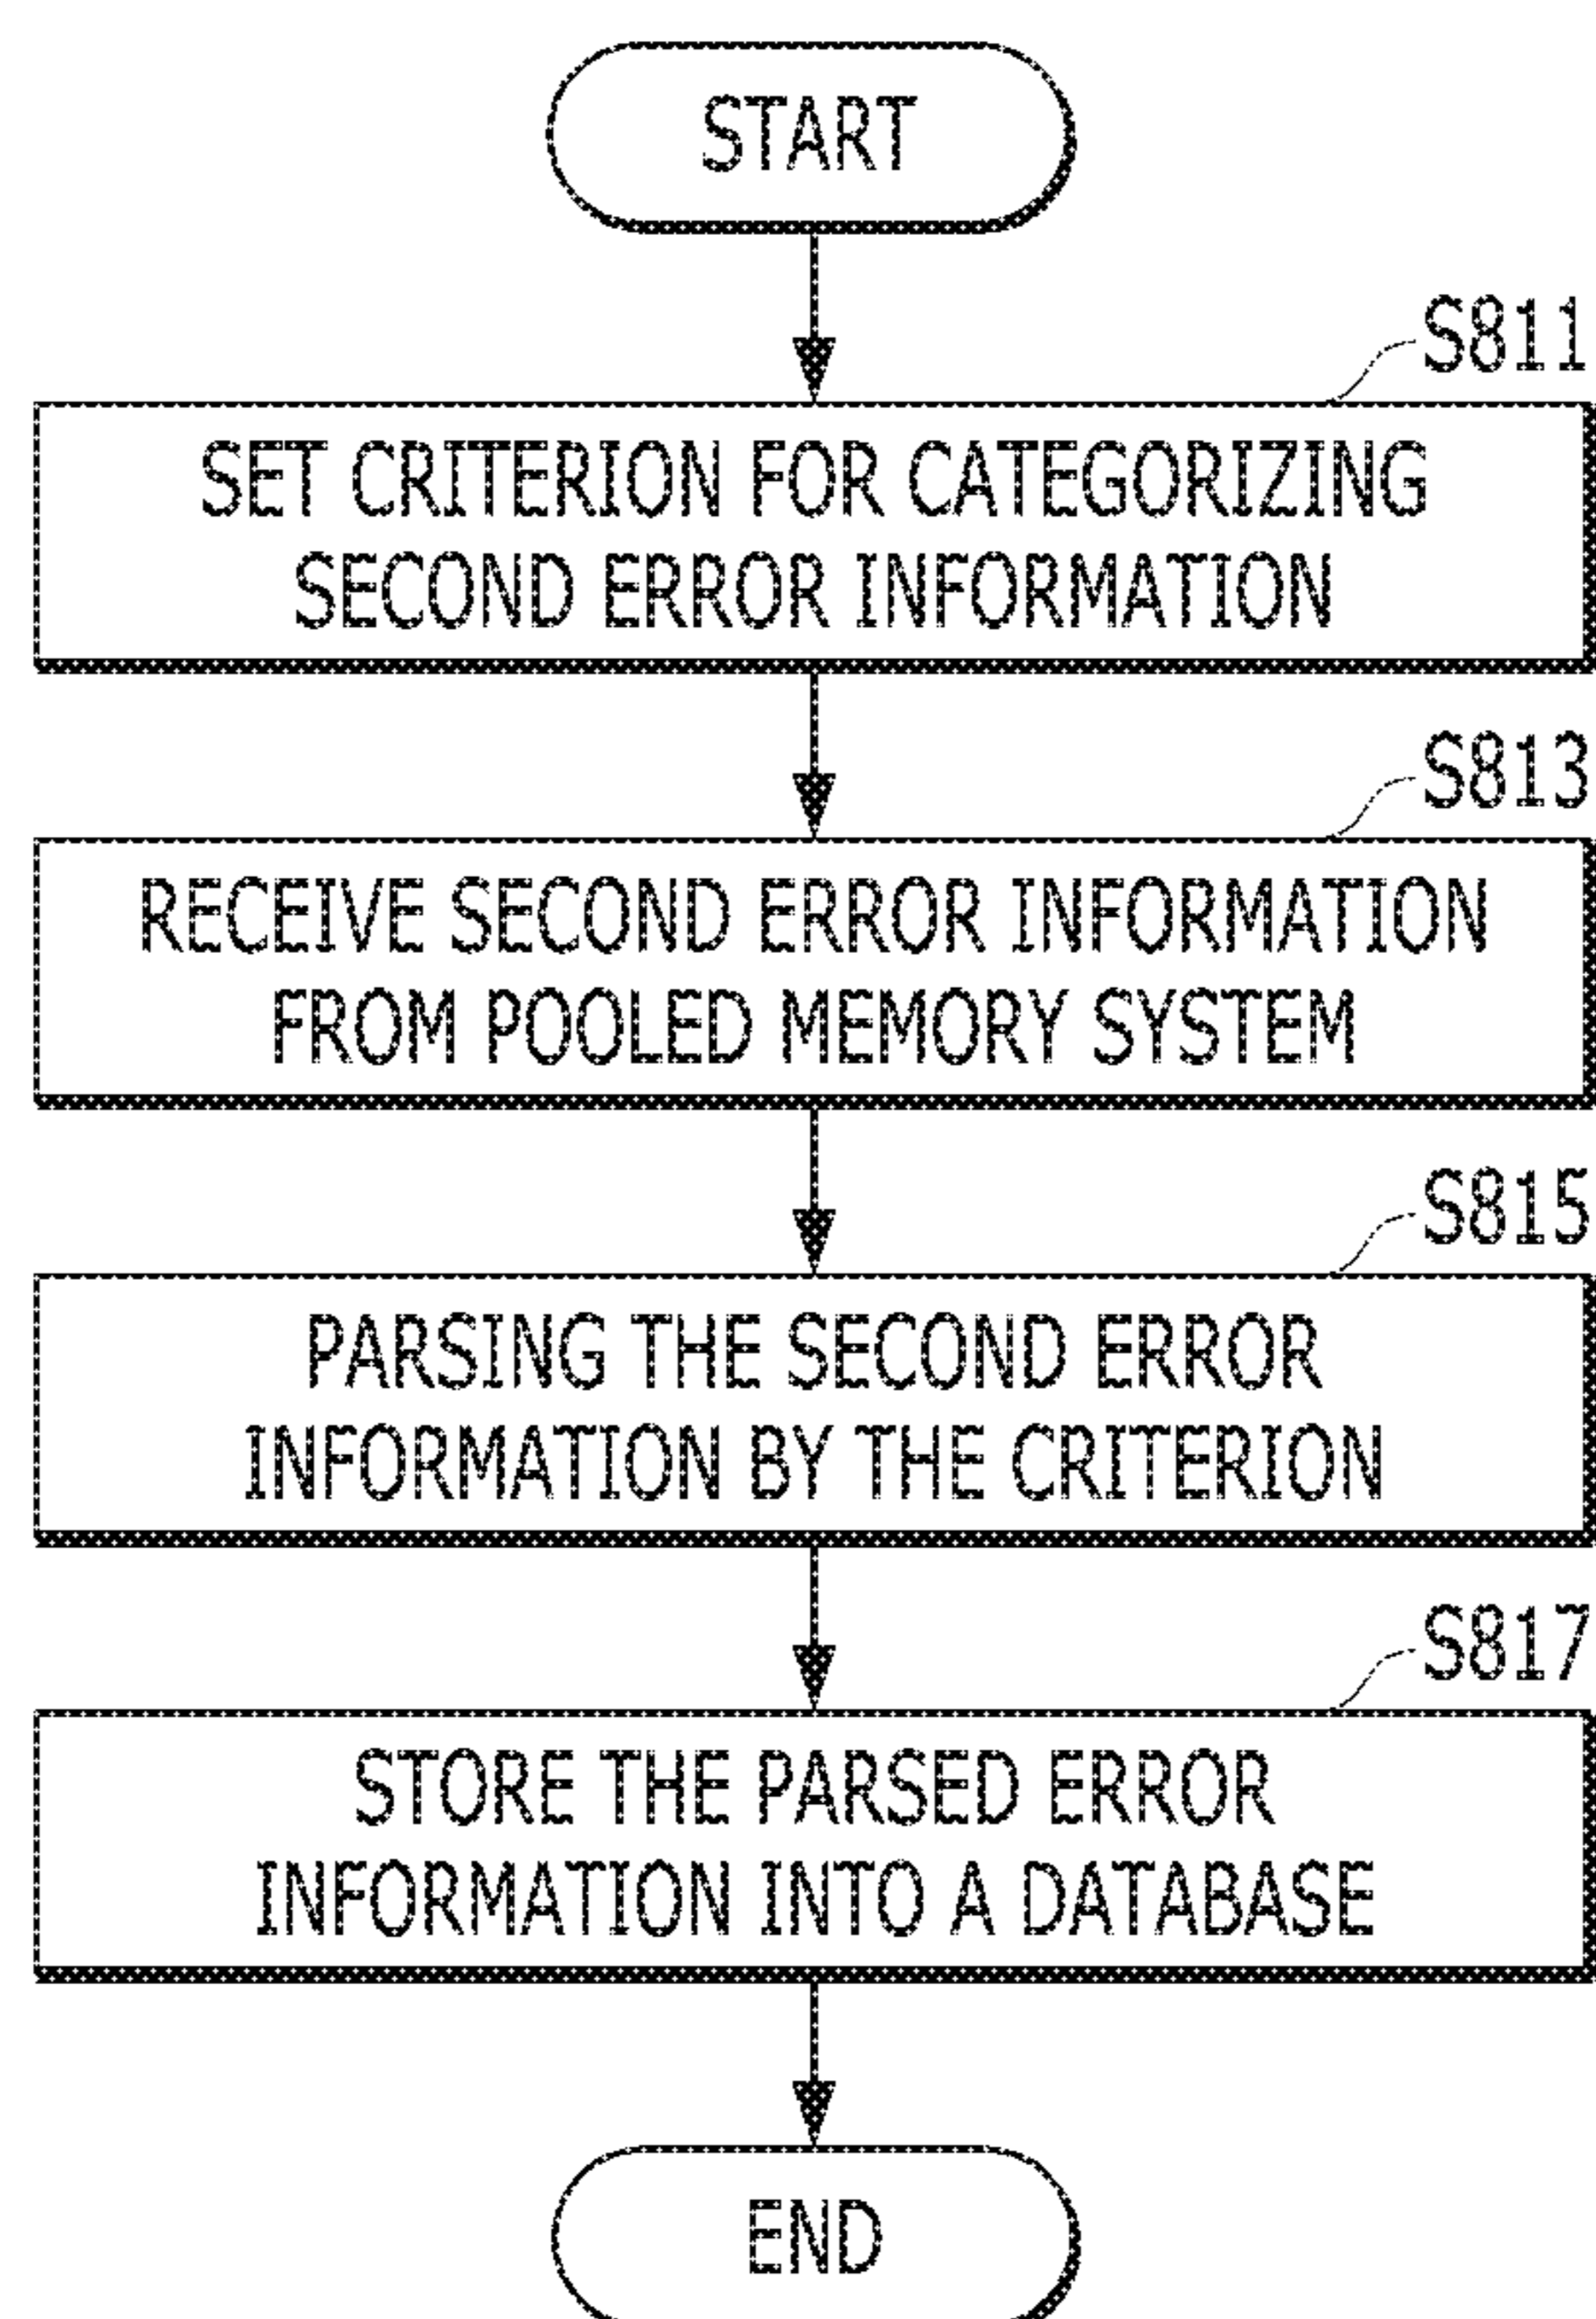 START
S811
SET CRITERION FOR CATEGORIZING
SECOND ERROR INFORMATION
S813
RECEIVE SECOND ERROR INFORMATION
FROM POOLED MEMORY SYSTEM
S815
PARSING THE SECOND ERROR
INFORMATION BY THE CRITERION
S817
STORE THE PARSED ERROR
INFORMATION INTO A DATABASE
END